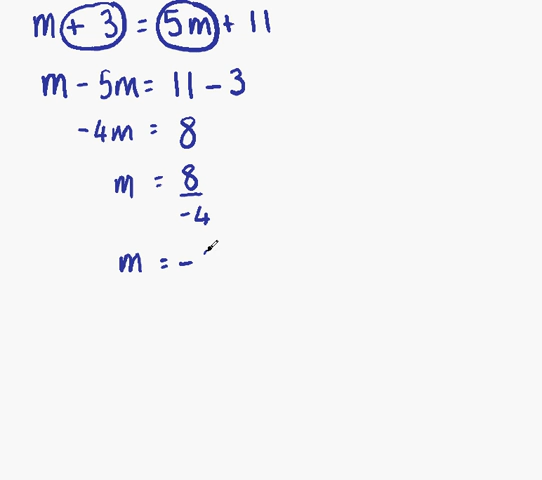 m + 3 = 5m + 11
m - 5m = 11 - 3
-4m = 8
m = 8
-4
m = -